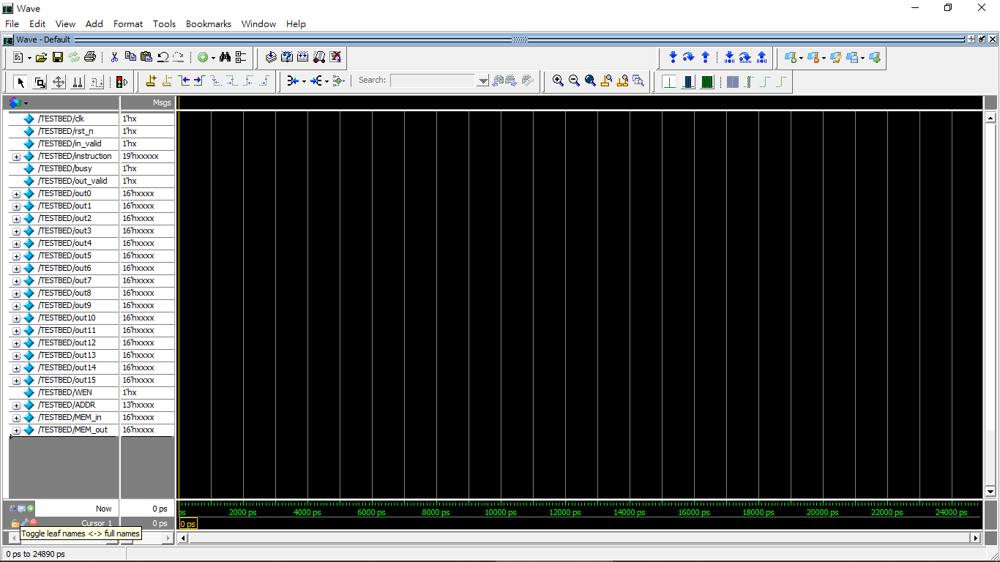 Wave
File Edit View Add Format Tools Bookmarks Window Help
Wave - Default
Search:
Msgs
/TESTBED/clk 1'hx
/TESTBED/rst_n 1'hx
/TESTBED/in_valid 1'hx
/TESTBED/instruction 19'hxxxxx
/TESTBED/busy 1'hx
/TESTBED/out_valid 1'hx
/TESTBED/out0 16'hxxxx
/TESTBED/out1 16'hxxxx
/TESTBED/out2 16'hxxxx
/TESTBED/out3 16'hxxxx
/TESTBED/out4 16'hxxxx
/TESTBED/out5 16'hxxxx
/TESTBED/out6 16'hxxxx
/TESTBED/out7 16'hxxxx
/TESTBED/out8 16'hxxxx
/TESTBED/out9 16'hxxxx
/TESTBED/out10 16'hxxxx
/TESTBED/out11 16'hxxxx
/TESTBED/out12 16'hxxxx
/TESTBED/out13 16'hxxxx
/TESTBED/out14 16'hxxxx
/TESTBED/out15 16'hxxxx
/TESTBED/WEN 1'hx
/TESTBED/ADDR 13'hxxxx
/TESTBED/MEM_in 16'hxxxx
/TESTBED/MEM_out 16'hxxxx
Now 0 ps ps 2000 ps 4000 ps 6000 ps 8000 ps 10000 ps 12000 ps 14000 ps 16000 ps 18000 ps 20000 ps 22000 ps 24000 ps
Cursor 1 0 ps 0 ps
Toggle leaf names <-> full names
0 ps to 24890 ps